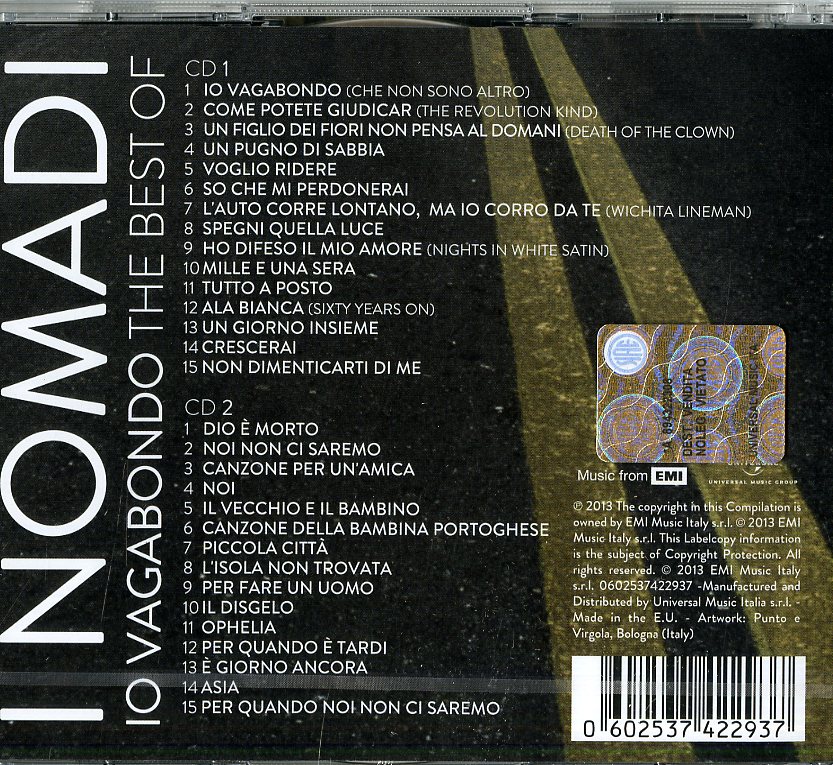 I NOMADI
IO VAGABONDO THE BEST OF
CD 1
1 IO VAGABONDO (CHE NON SONO ALTRO)
2 COME POTETE GIUDICAR (THE REVOLUTION KIND)
3 UN FIGLIO DEI FIORI NON PENSA AL DOMANI (DEATH OF THE CLOWN)
4 UN PUGNO DI SABBIA
5 VOGLIO RIDERE
6 SO CHE MI PERDONERAI
7 L'AUTO CORRE LONTANO, MA IO CORRO DA TE (WICHITA LINEMAN)
8 SPEGNI QUELLA LUCE
9 HO DIFESO IL MIO AMORE (NIGHTS IN WHITE SATIN)
10 MILLE E UNA SERA
11 TUTTO A POSTO
12 ALA BIANCA (SIXTY YEARS ON)
13 UN GIORNO INSIEME
14 CRESCERAI
15 NON DIMENTICARTI DI ME
CD 2
1 DIO È MORTO
2 NOI NON CI SAREMO
3 CANZONE PER UN'AMICA
4 NOI
5 IL VECCHIO E IL BAMBINO
6 CANZONE DELLA BAMBINA PORTOGHESE
7 PICCOLA CITTÀ
8 L'ISOLA NON TROVATA
9 PER FARE UN UOMO
10 IL DISGELO
11 OPHELIA
12 PER QUANDO È TARDI
13 È GIORNO ANCORA
14 ASIA
15 PER QUANDO NOI NON CI SAREMO
DEST. VENDITA
NOLEG. VIETATO
UNIVERSAL MUSIC
Music from EMI
UNIVERSAL MUSIC GROUP
℗ 2013 The copyright in this Compilation is
owned by EMI Music Italy s.r.l. © 2013 EMI
Music Italy s.r.l. This Labelcopy information
is the subject of Copyright Protection. All
rights reserved. © 2013 EMI Music Italy
s.r.l. 0602537422937 -Manufactured and
Distributed by Universal Music Italia s.r.l. -
Made in the E.U. - Artwork: Punto e
Virgola, Bologna (Italy)
0 602537 422937